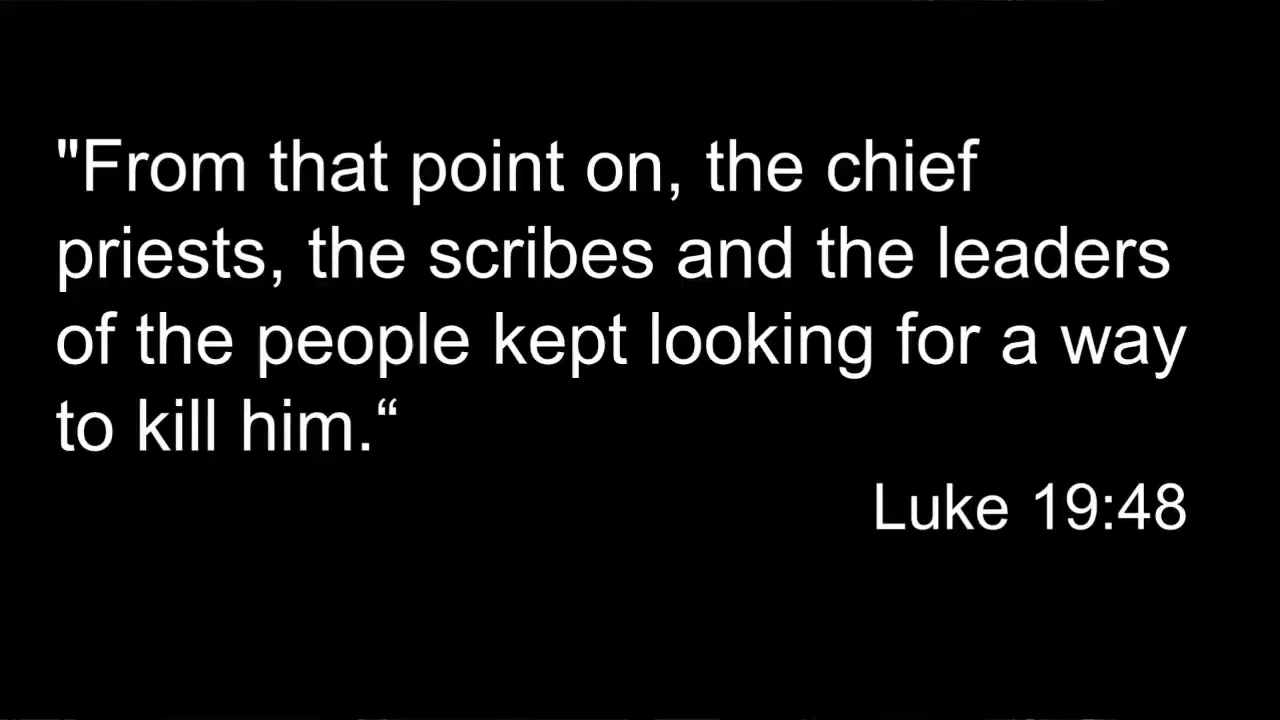 "From that point on, the chief
priests, the scribes and the leaders
of the people kept looking for a way
to kill him.“
Luke 19:48